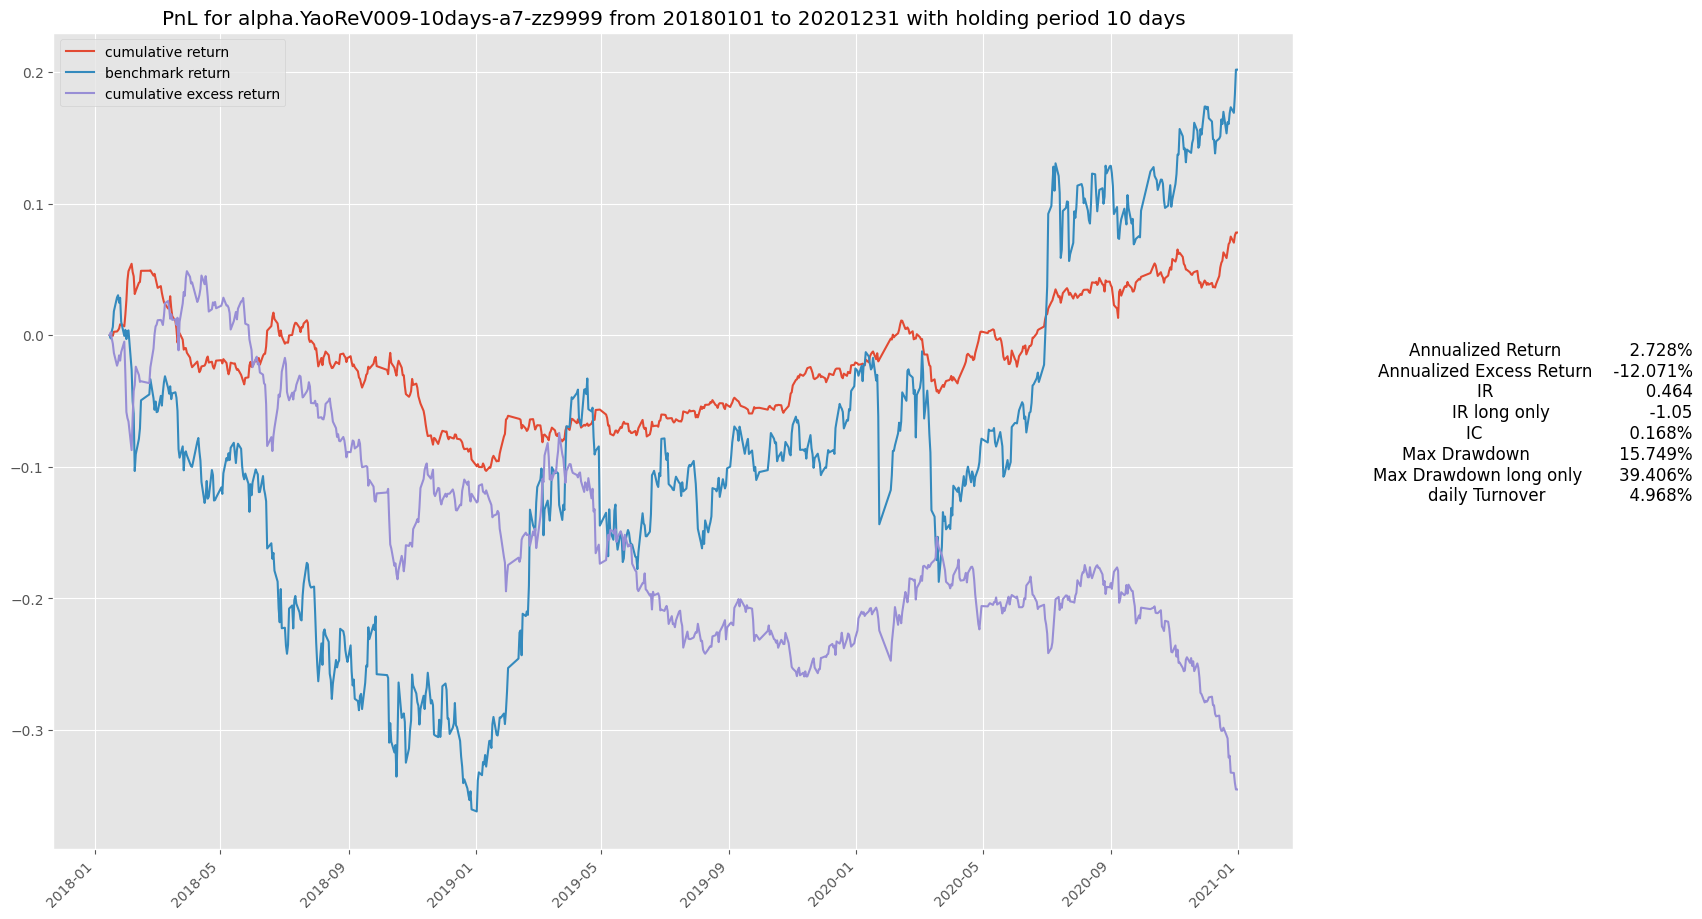 PnL for alpha.YaoReV009-10days-a7-zz9999 from 20180101 to 20201231 with holding period 10 days
cumulative return
benchmark return
cumulative excess return
0.2
0.1
0.0
−0.1
−0.2
−0.3
2018-01
2018-05
2018-09
2019-01
2019-05
2019-09
2020-01
2020-05
2020-09
2021-01
Annualized Return 2.728%
Annualized Excess Return -12.071%
IR 0.464
IR long only -1.05
IC 0.168%
Max Drawdown 15.749%
Max Drawdown long only 39.406%
daily Turnover 4.968%